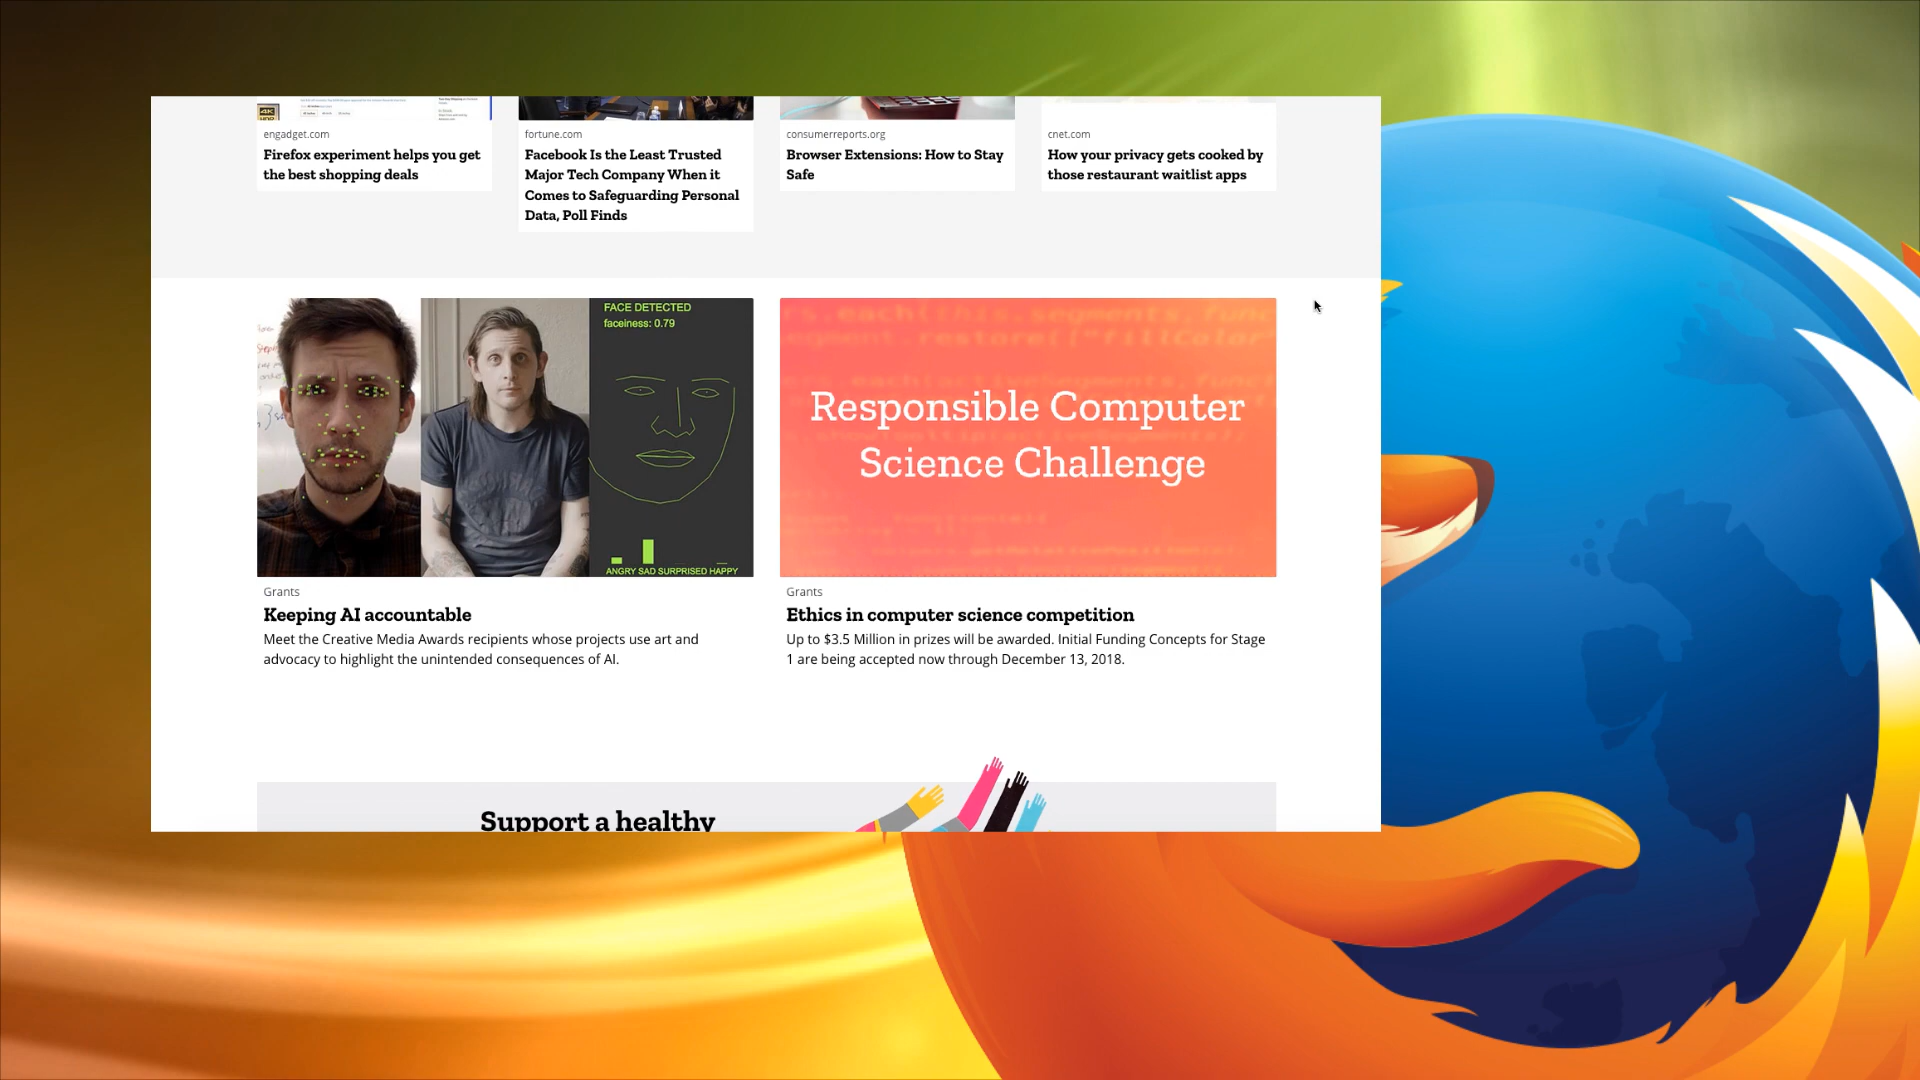 4K
engadget.com
Firefox experiment helps you get
the best shopping deals
fortune.com
Facebook Is the Least Trusted
Major Tech Company When it
Comes to Safeguarding Personal
Data, Poll Finds
consumerreports.org
Browser Extensions: How to Stay
Safe
cnet.com
How your privacy gets cooked by
those restaurant waitlist apps
FACE DETECTED
faceiness: 0.79
ANGRY SAD SURPRISED HAPPY
Responsible Computer
Science Challenge
Grants
Keeping AI accountable
Meet the Creative Media Awards recipients whose projects use art and
advocacy to highlight the unintended consequences of AI.
Grants
Ethics in computer science competition
Up to $3.5 Million in prizes will be awarded. Initial Funding Concepts for Stage
1 are being accepted now through December 13, 2018.
Support a healthy